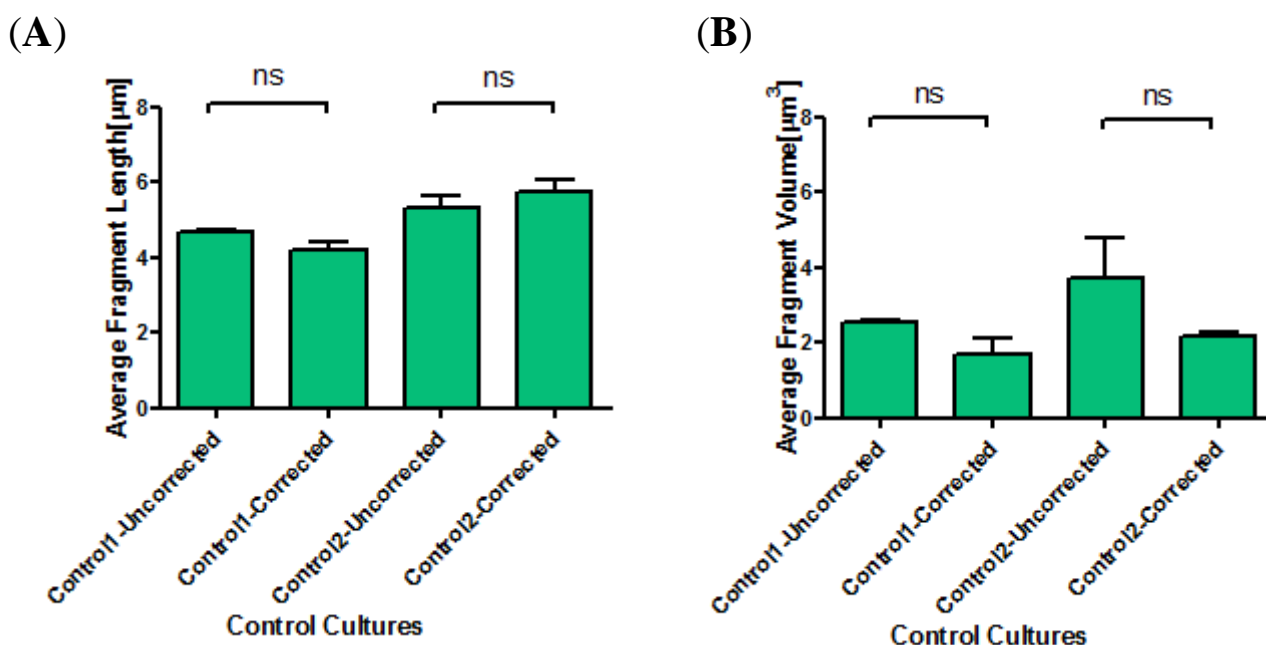 (A)
ns
ns
Average Fragment Length[µm]
8
6
4
2
0
Control1-Uncorrected
Control1-Corrected
Control2-Uncorrected
Control2-Corrected
Control Cultures
(B)
ns
ns
Average Fragment Volume[µm³]
8
6
4
2
0
Control1-Uncorrected
Control1-Corrected
Control2-Uncorrected
Control2-Corrected
Control Cultures